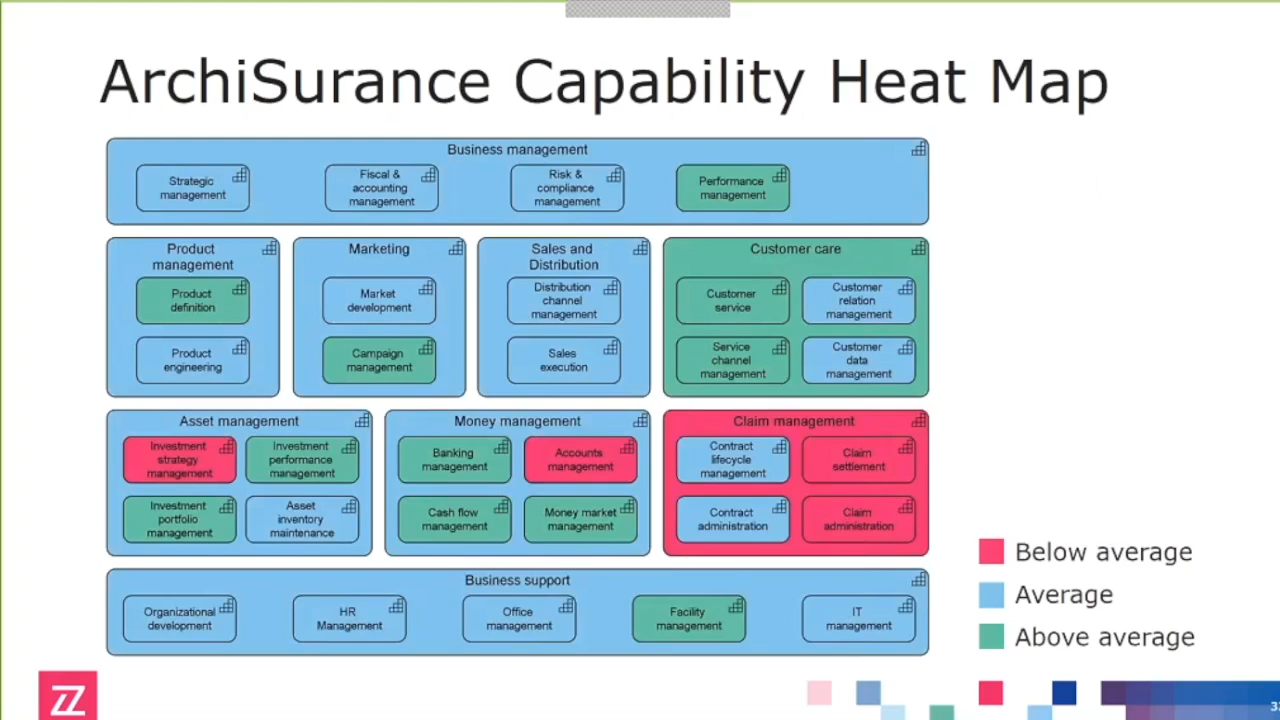 ArchiSurance Capability Heat Map
Business management
Strategic
management
Fiscal &
accounting
management
Risk &
compliance
management
Performance
management
Product
management
Product
definition
Product
engineering
Marketing
Market
development
Campaign
management
Sales and
Distribution
Distribution
channel
management
Sales
execution
Customer care
Customer
service
Customer
relation
management
Service
channel
management
Customer
data
management
Asset management
Investment
strategy
management
Investment
performance
management
Investment
portfolio
management
Asset
inventory
maintenance
Money management
Banking
management
Accounts
management
Cash flow
management
Money market
management
Claim management
Contract
lifecycle
management
Claim
settlement
Contract
administration
Claim
administration
Business support
Organizational
development
HR
Management
Office
management
Facility
management
IT
management
Below average
Average
Above average